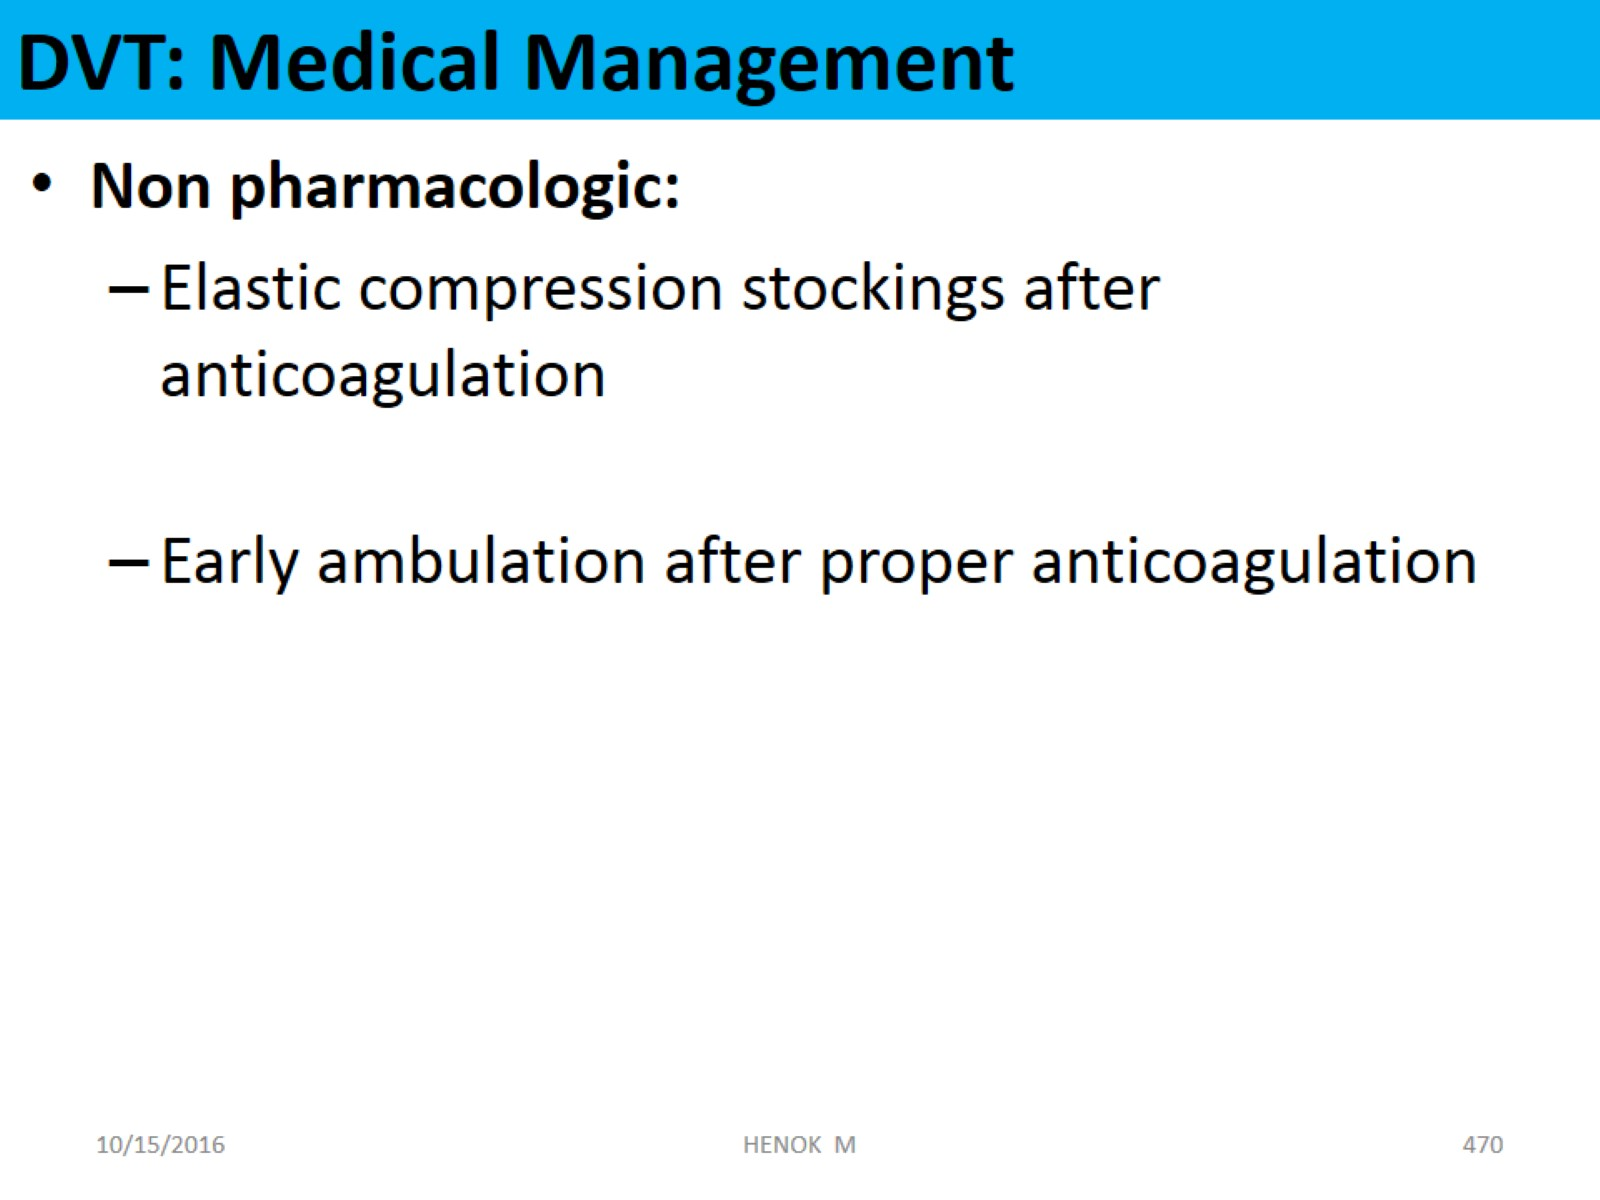 DVT: Medical Management
• Non pharmacologic:
– Elastic compression stockings after
anticoagulation
– Early ambulation after proper anticoagulation
10/15/2016 HENOK M 470